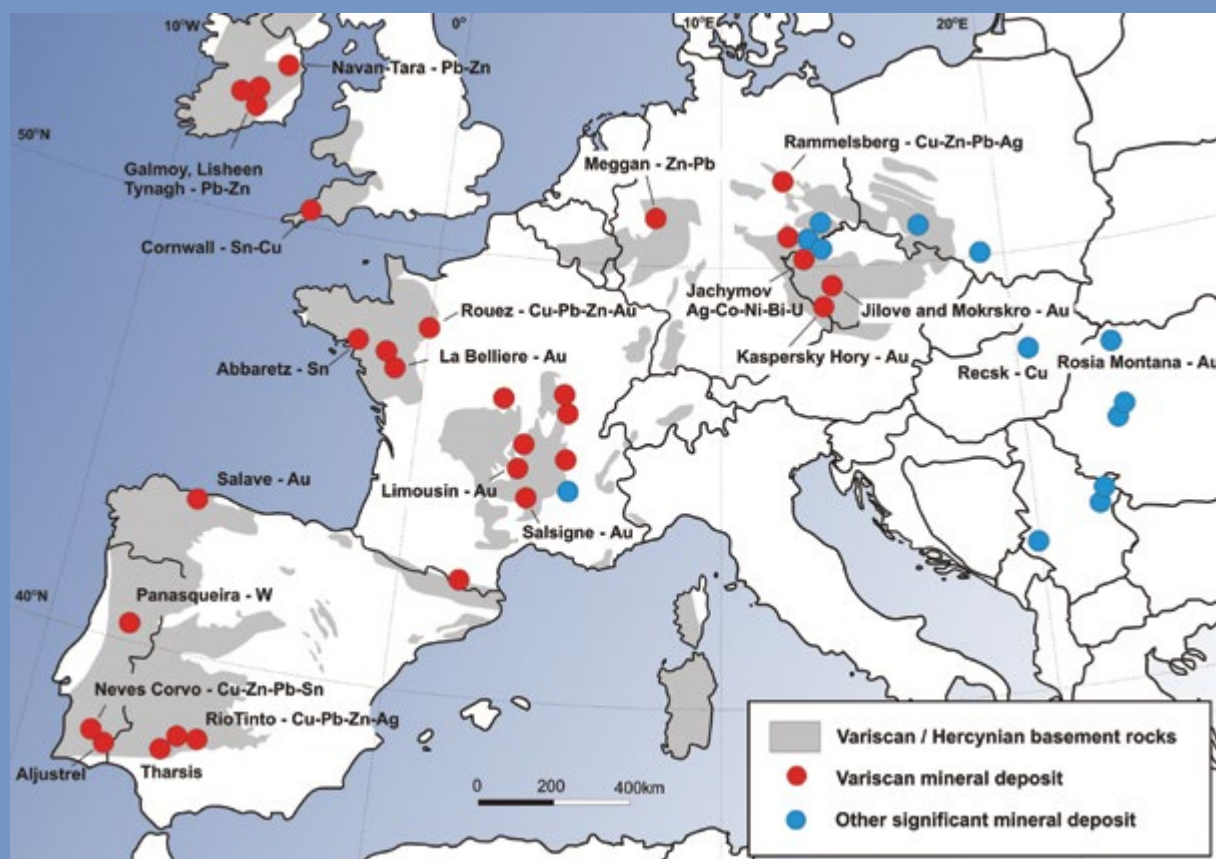 10°W
0°
10°E
20°E
Navan-Tara - Pb-Zn
50°N
Rammelsberg - Cu-Zn-Pb-Ag
Meggan - Zn-Pb
Galmoy, Lisheen
Tynagh - Pb-Zn
Cornwall - Sn-Cu
Jachymov
Ag-Co-Ni-Bi-U
Jilove and Mokrskro - Au
Rouez - Cu-Pb-Zn-Au
Kaspersky Hory - Au
La Belliere - Au
Rosia Montana - Au
Abbaretz - Sn
Recsk - Cu
Salave - Au
Limousin - Au
Salsigne - Au
40°N
Panasqueira - W
Neves Corvo - Cu-Zn-Pb-Sn
RioTinto - Cu-Pb-Zn-Ag
Aljustrel
Tharsis
0 200 400km
Variscan / Hercynian basement rocks
Variscan mineral deposit
Other significant mineral deposit